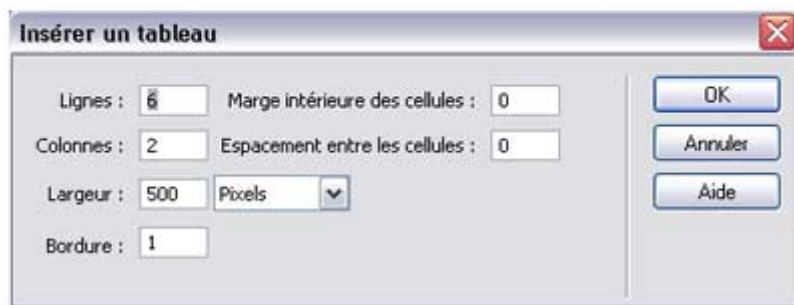 Insérer un tableau
Lignes : 6 Marge intérieure des cellules : 0 OK
Colonnes : 2 Espacement entre les cellules : 0 Annuler
Largeur : 500 Pixels Aide
Bordure : 1